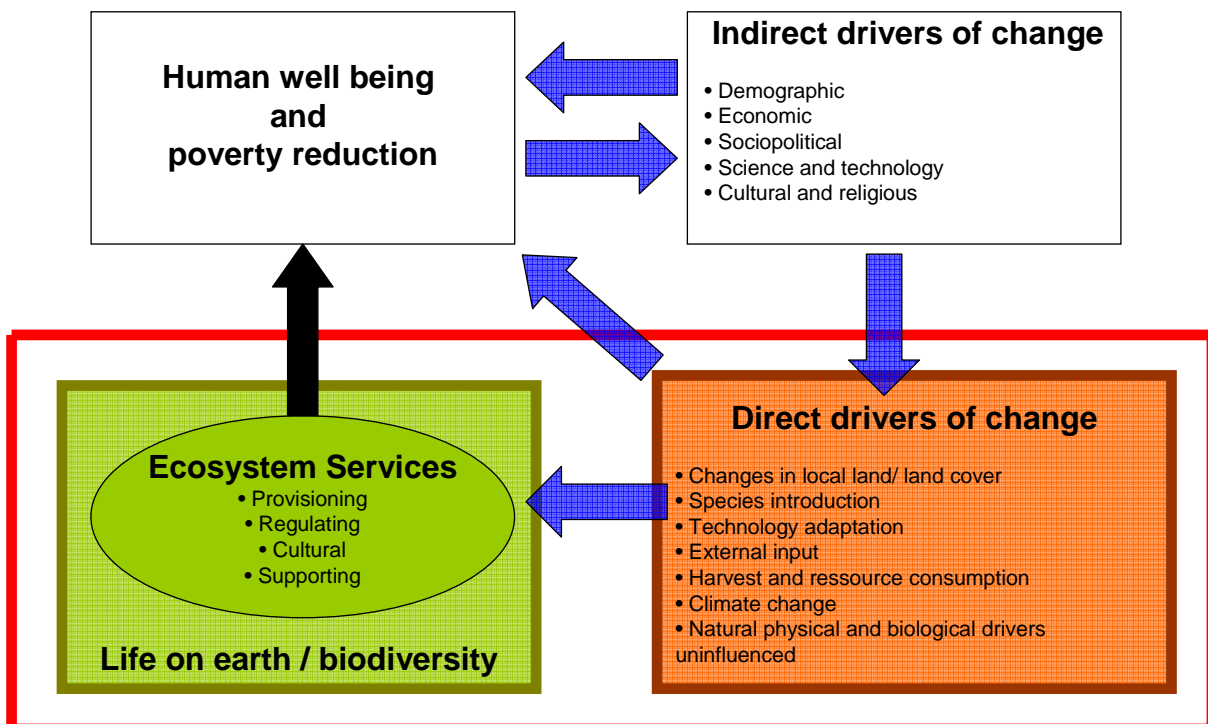 Human well being
and
poverty reduction
Indirect drivers of change
• Demographic
• Economic
• Sociopolitical
• Science and technology
• Cultural and religious
Ecosystem Services
• Provisioning
• Regulating
• Cultural
• Supporting
Life on earth / biodiversity
Direct drivers of change
• Changes in local land/ land cover
• Species introduction
• Technology adaptation
• External input
• Harvest and ressource consumption
• Climate change
• Natural physical and biological drivers
uninfluenced